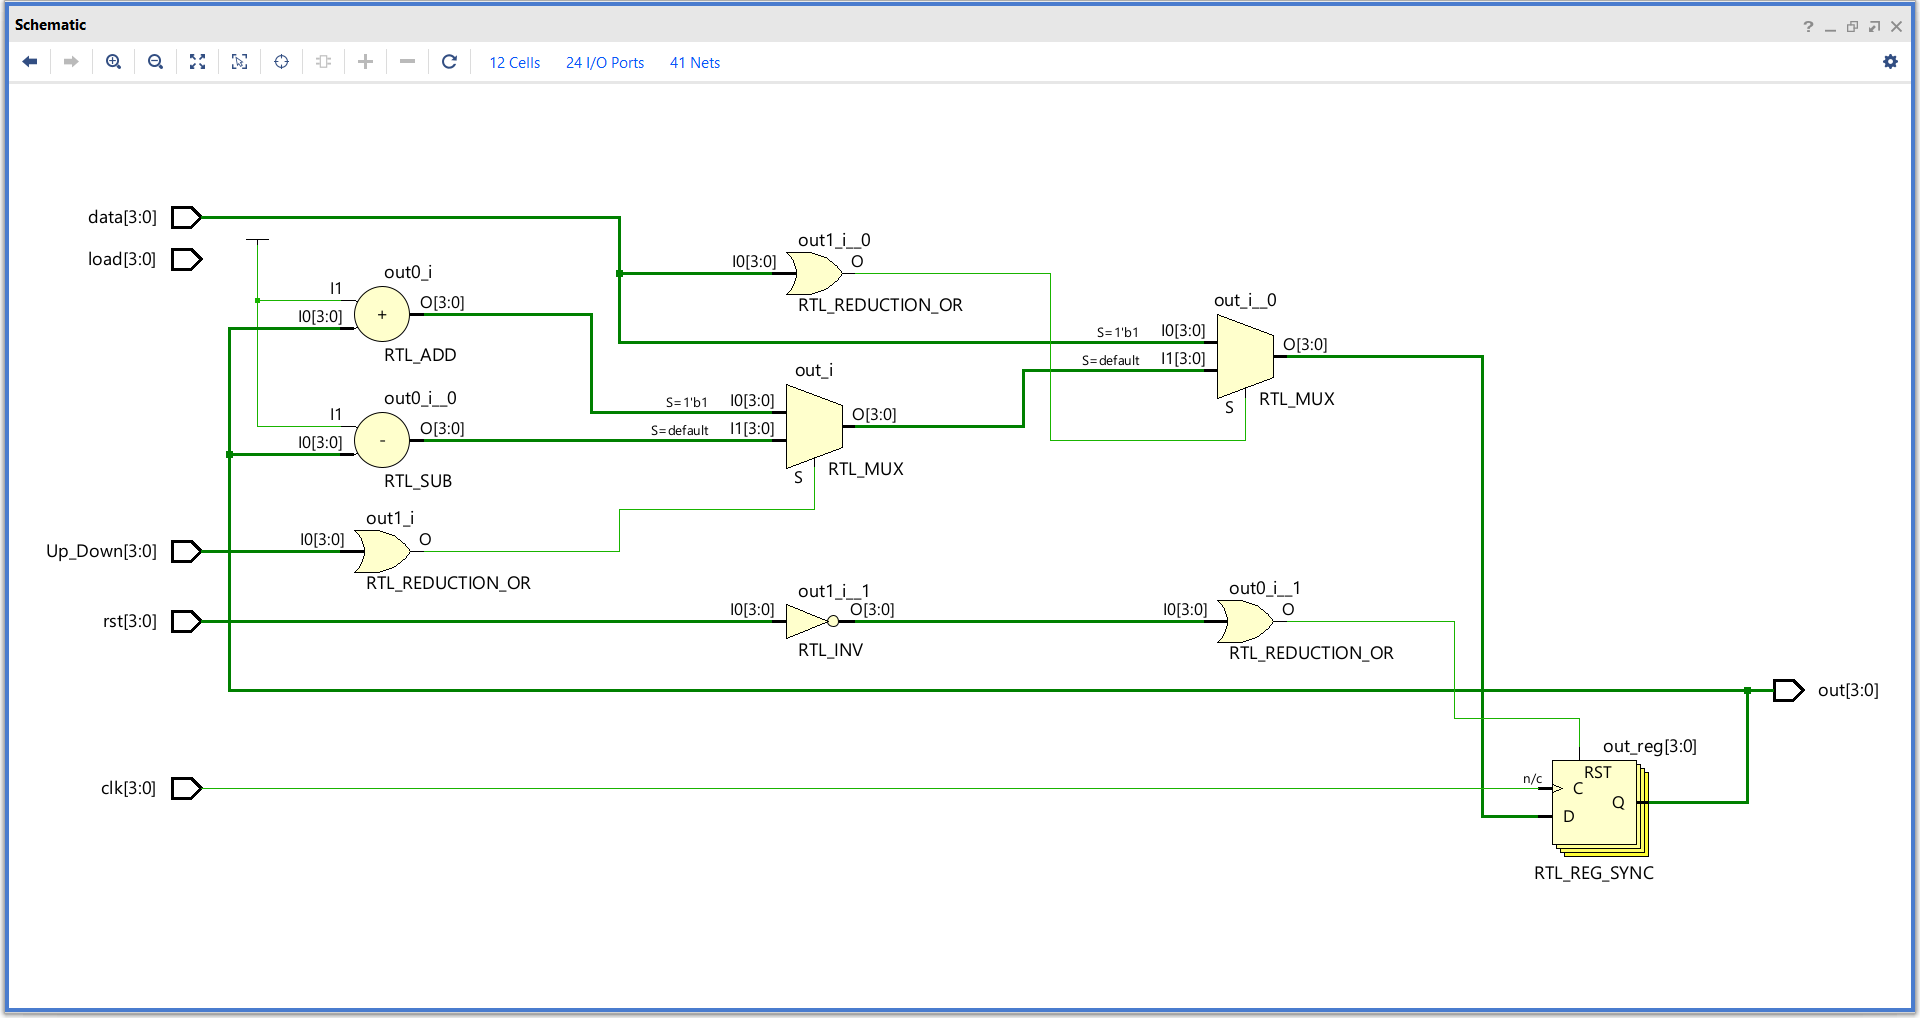 Schematic
?
12 Cells 24 I/O Ports 41 Nets
data[3:0]
load[3:0]
out0_i
I1
I0[3:0]
+
O[3:0]
RTL_ADD
out0_i__0
I1
I0[3:0]
-
O[3:0]
RTL_SUB
Up_Down[3:0]
out1_i
I0[3:0]
O
RTL_REDUCTION_OR
out1_i__0
I0[3:0]
O
RTL_REDUCTION_OR
out_i
S=1'b1 I0[3:0]
S=default I1[3:0]
O[3:0]
S
RTL_MUX
out_i__0
S=1'b1 I0[3:0]
S=default I1[3:0]
O[3:0]
S
RTL_MUX
rst[3:0]
out1_i__1
I0[3:0]
O[3:0]
RTL_INV
out0_i__1
I0[3:0]
O
RTL_REDUCTION_OR
out[3:0]
clk[3:0]
out_reg[3:0]
n/c
RST
C
Q
D
RTL_REG_SYNC